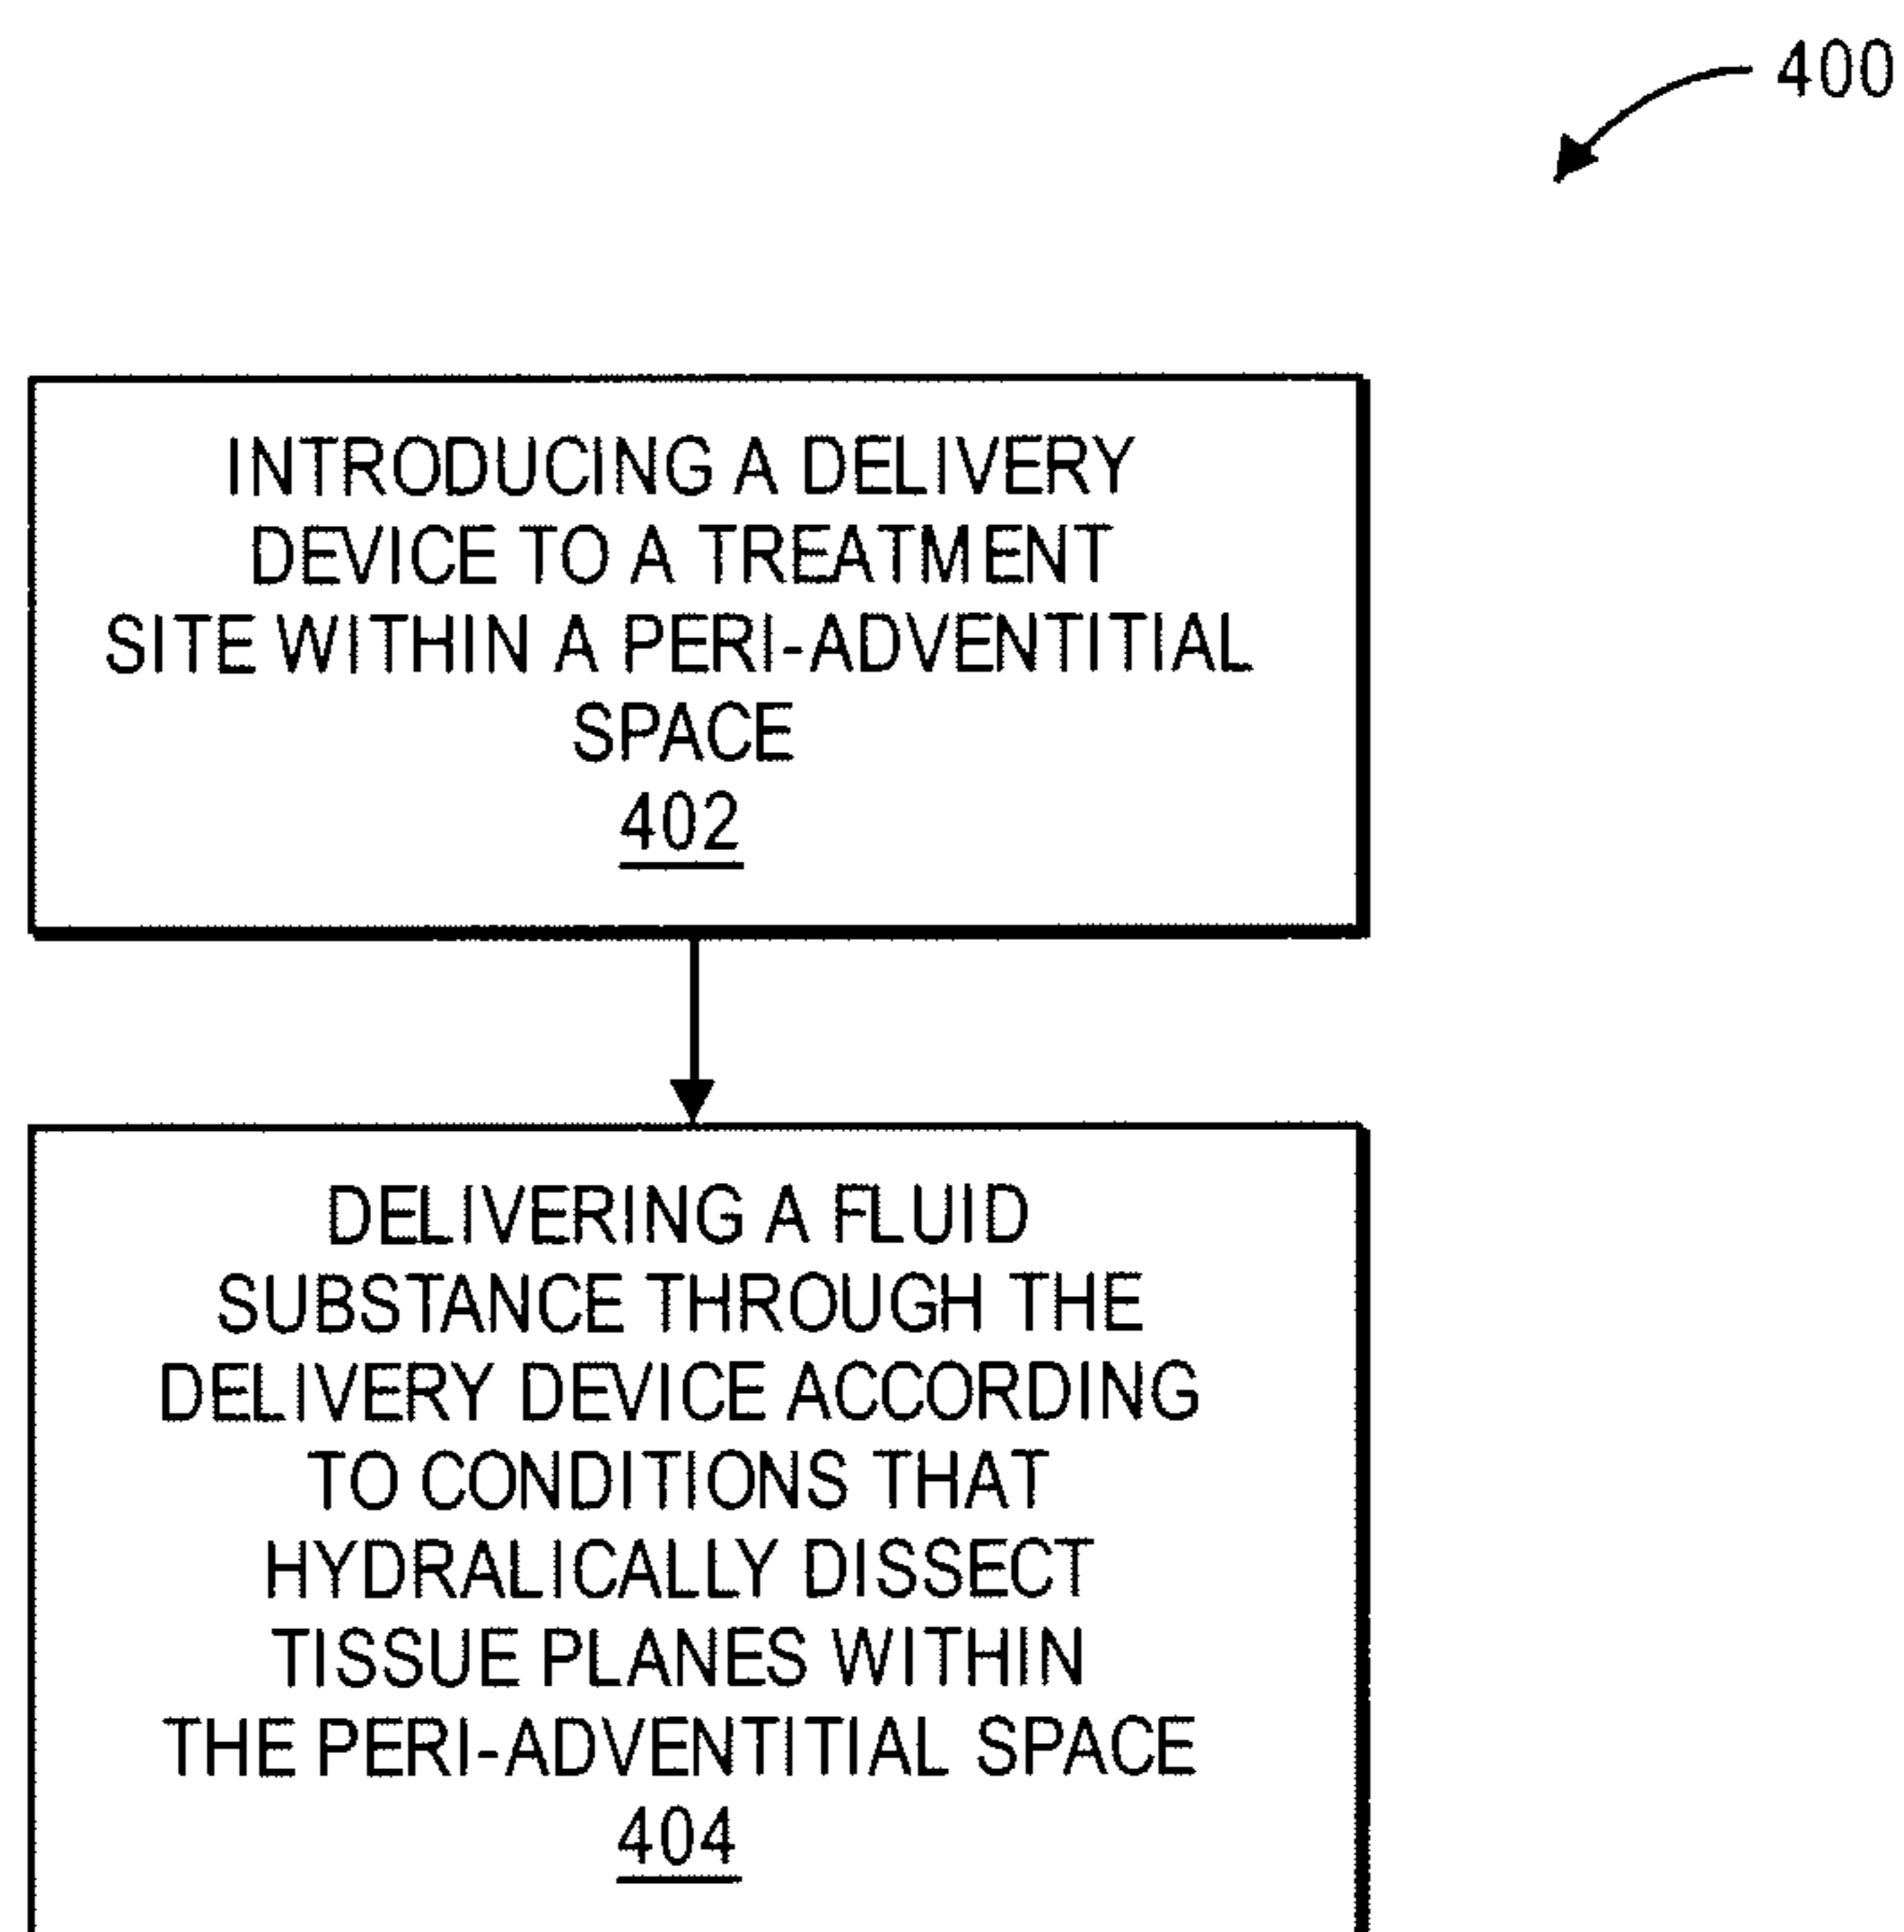 400
INTRODUCING A DELIVERY
DEVICE TO A TREATMENT
SITE WITHIN A PERI-ADVENTITIAL
SPACE
402
DELIVERING A FLUID
SUBSTANCE THROUGH THE
DELIVERY DEVICE ACCORDING
TO CONDITIONS THAT
HYDRALICALLY DISSECT
TISSUE PLANES WITHIN
THE PERI-ADVENTITIAL SPACE
404